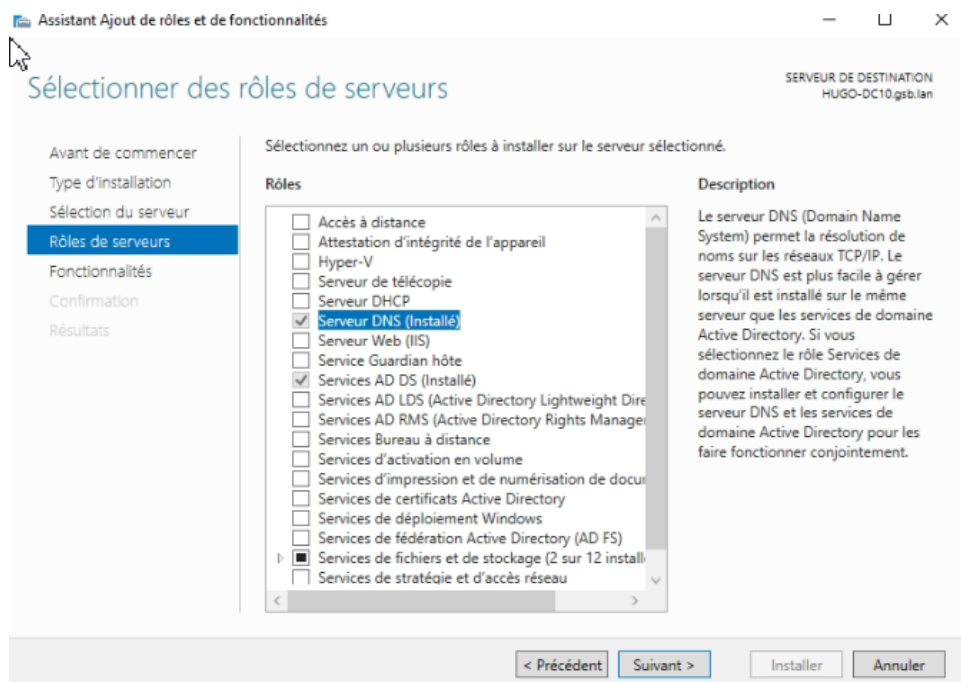 Assistant Ajout de rôles et de fonctionnalités
Sélectionner des rôles de serveurs
SERVEUR DE DESTINATION
HUGO-DC10.gsb.lan
Avant de commencer
Type d'installation
Sélection du serveur
Rôles de serveurs
Fonctionnalités
Confirmation
Résultats
Sélectionnez un ou plusieurs rôles à installer sur le serveur sélectionné.
Rôles
Accès à distance
Attestation d'intégrité de l'appareil
Hyper-V
Serveur de télécopie
Serveur DHCP
Serveur DNS (Installé)
Serveur Web (IIS)
Service Guardian hôte
Services AD DS (Installé)
Services AD LDS (Active Directory Lightweight Dire
Services AD RMS (Active Directory Rights Manager
Services Bureau à distance
Services d'activation en volume
Services d'impression et de numérisation de docur
Services de certificats Active Directory
Services de déploiement Windows
Services de fédération Active Directory (AD FS)
Services de fichiers et de stockage (2 sur 12 installé
Services de stratégie et d'accès réseau
Description
Le serveur DNS (Domain Name
System) permet la résolution de
noms sur les réseaux TCP/IP. Le
serveur DNS est plus facile à gérer
lorsqu'il est installé sur le même
serveur que les services de domaine
Active Directory. Si vous
sélectionnez le rôle Services de
domaine Active Directory, vous
pouvez installer et configurer le
serveur DNS et les services de
domaine Active Directory pour les
faire fonctionner conjointement.
< Précédent
Suivant >
Installer
Annuler